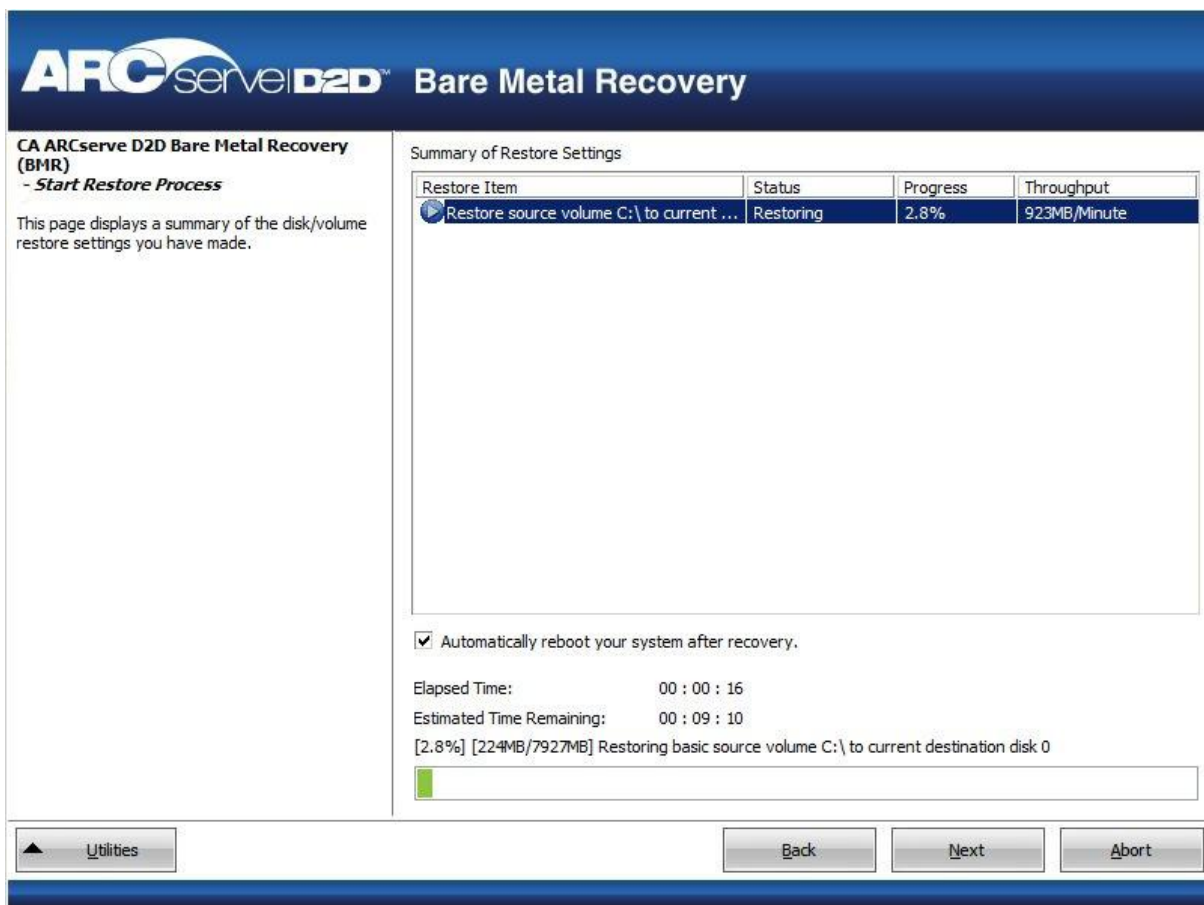 ARCserve D2D™ Bare Metal Recovery
CA ARCserve D2D Bare Metal Recovery
(BMR)
- Start Restore Process
This page displays a summary of the disk/volume
restore settings you have made.
Summary of Restore Settings
Restore Item Status Progress Throughput
Restore source volume C:\ to current ... Restoring 2.8% 923MB/Minute
Automatically reboot your system after recovery.
Elapsed Time: 00 : 00 : 16
Estimated Time Remaining: 00 : 09 : 10
[2.8%] [224MB/7927MB] Restoring basic source volume C:\ to current destination disk 0
Utilities Back Next Abort